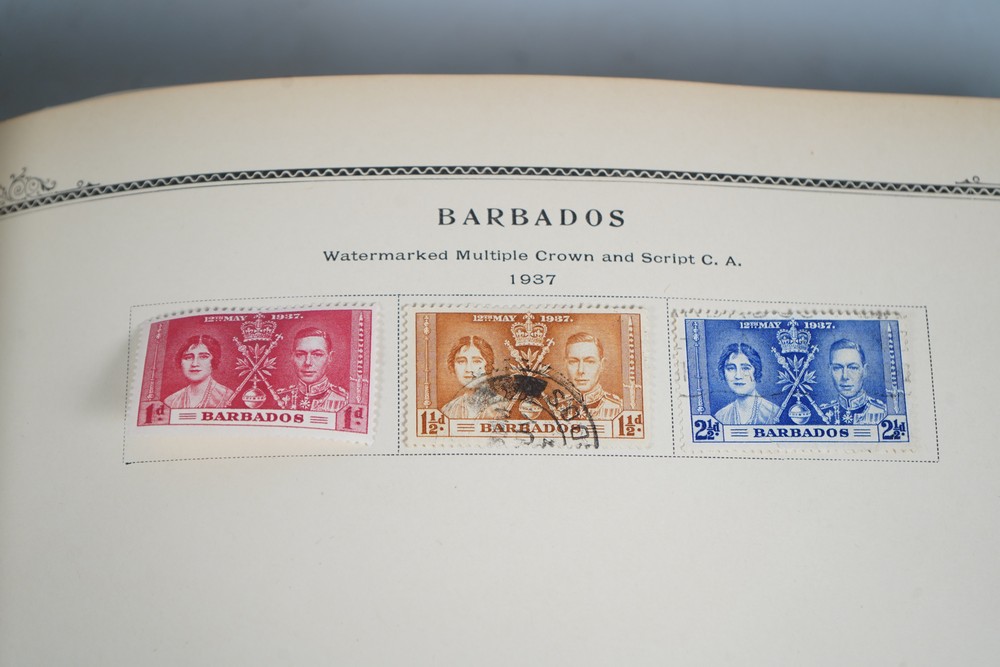 BARBADOS
Watermarked Multiple Crown and Script C. A.
1937
12TH MAY 1937.
1d 1d.
BARBADOS
12TH MAY 1937.
1½d. 1½d.
BARBADOS
12TH MAY 1937.
2½d. 2½d.
BARBADOS